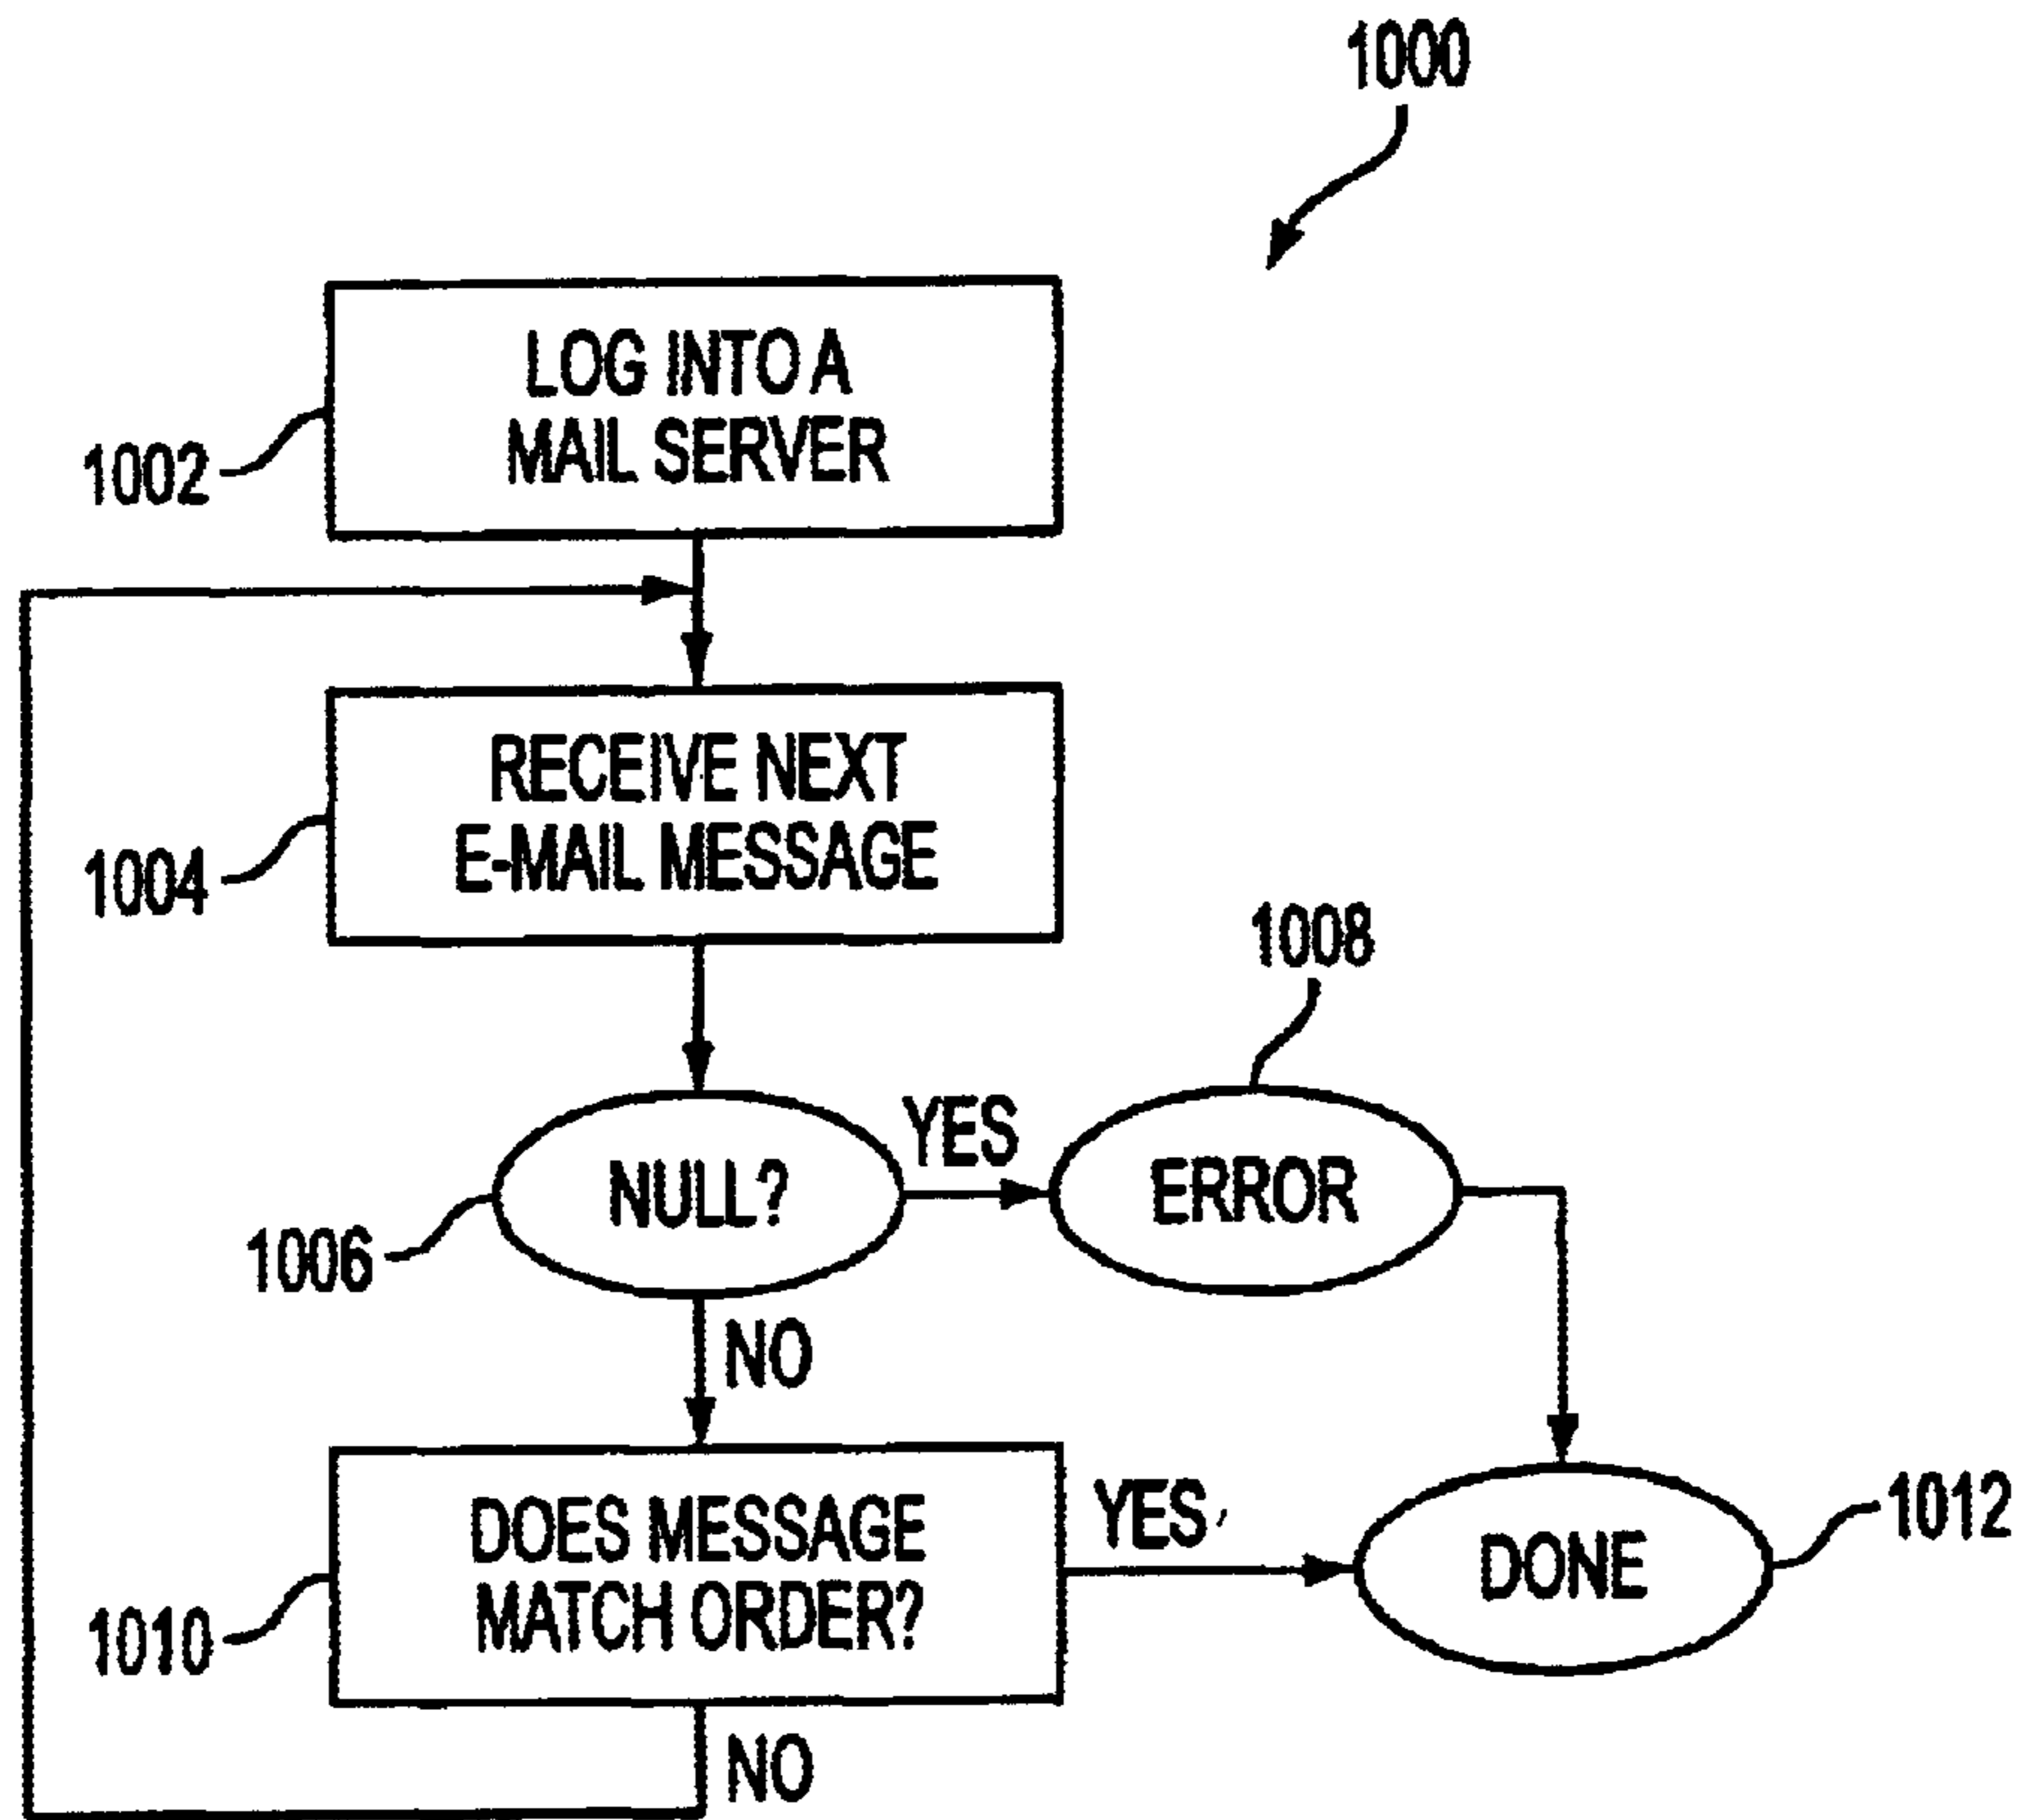 1000
LOG INTO A
MAIL SERVER
1002
RECEIVE NEXT
E-MAIL MESSAGE
1004
1008
NULL?
YES
ERROR
1006
NO
DOES MESSAGE
MATCH ORDER?
YES
DONE
1012
1010
NO